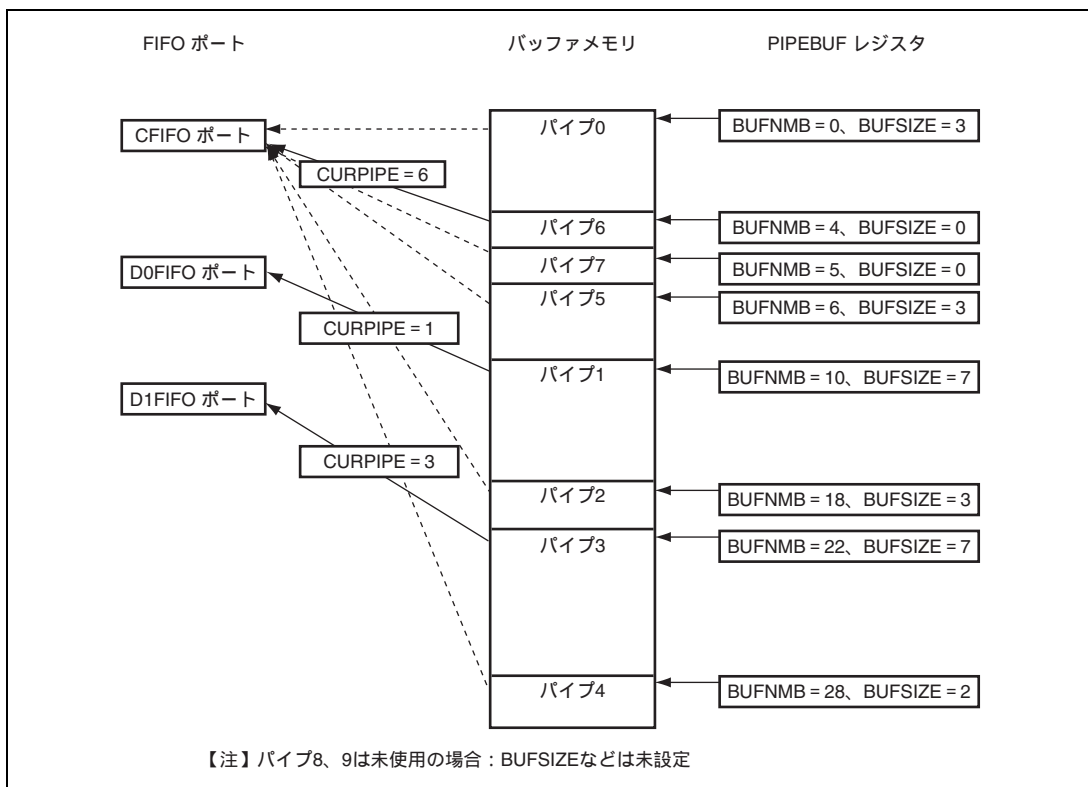 FIFO ポート
バッファメモリ
PIPEBUF レジスタ
CFIFO ポート
パイプ0
BUFNMB = 0、BUFSIZE = 3
CURPIPE = 6
パイプ6
BUFNMB = 4、BUFSIZE = 0
D0FIFO ポート
パイプ7
BUFNMB = 5、BUFSIZE = 0
パイプ5
BUFNMB = 6、BUFSIZE = 3
CURPIPE = 1
パイプ1
BUFNMB = 10、BUFSIZE = 7
D1FIFO ポート
CURPIPE = 3
パイプ2
BUFNMB = 18、BUFSIZE = 3
パイプ3
BUFNMB = 22、BUFSIZE = 7
パイプ4
BUFNMB = 28、BUFSIZE = 2
【注】パイプ8、9は未使用の場合：BUFSIZEなどは未設定